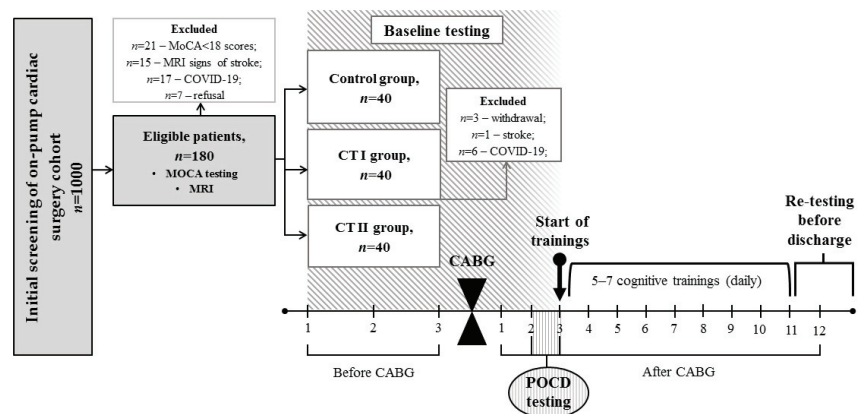 Initial screening of on-pump cardiac
surgery cohort
n=1000
Excluded
n=21 – MoCA<18 scores;
n=15 – MRI signs of stroke;
n=17 – COVID-19;
n=7 – refusal
Eligible patients,
n=180
• MOCA testing
• MRI
Baseline testing
Control group,
n=40
CT I group,
n=40
CT II group,
n=40
Excluded
n=3 – withdrawal;
n=1 – stroke;
n=6 – COVID-19;
CABG
Start of
trainings
5–7 cognitive trainings (daily)
Re-testing
before
discharge
1 2 3 1 2 3 4 5 6 7 8 9 10 11 12
Before CABG
POCD
testing
After CABG